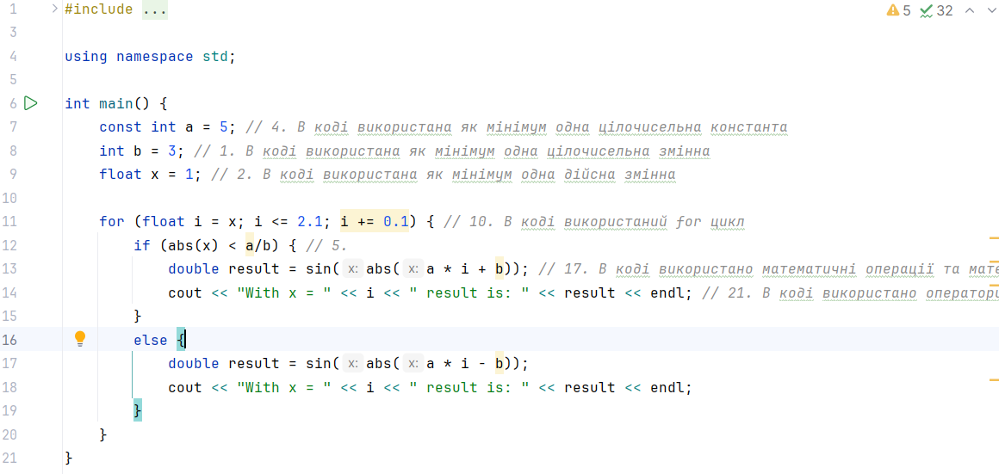 1 #include ... 5 32
3
4 using namespace std;
5
6 int main() {
7 const int a = 5; // 4. В коді використана як мінімум одна цілочисельна константа
8 int b = 3; // 1. В коді використана як мінімум одна цілочисельна змінна
9 float x = 1; // 2. В коді використана як мінімум одна дійсна змінна
10
11 for (float i = x; i <= 2.1; i += 0.1) { // 10. В коді використаний for цикл
12 if (abs(x) < a/b) { // 5.
13 double result = sin( x: abs( x: a * i + b)); // 17. В коді використано математичні операції та мате
14 cout << "With x = " << i << " result is: " << result << endl; // 21. В коді використано оператори
15 }
16 else {
17 double result = sin( x: abs( x: a * i - b));
18 cout << "With x = " << i << " result is: " << result << endl;
19 }
20 }
21 }